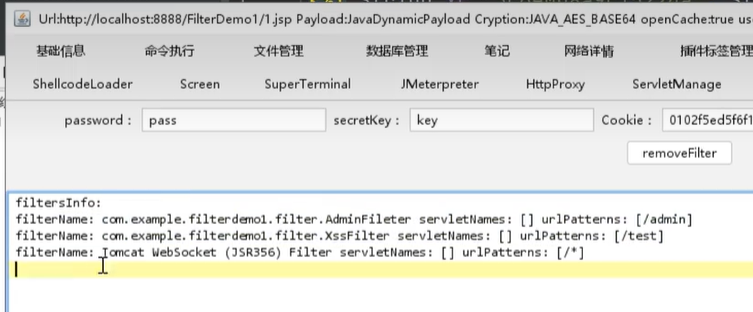 Url:http://localhost:8888/FilterDemo1/1.jsp Payload:JavaDynamicPayload Cryption:JAVA_AES_BASE64 openCache:true us
基础信息 命令执行 文件管理 数据库管理 笔记 网络详情 插件标签管理
ShellcodeLoader Screen SuperTerminal JMeterpreter HttpProxy ServletManage
password : pass secretKey : key Cookie : 0102f5ed5f6f1
removeFilter
filtersInfo:
filterName: com.example.filterdemo1.filter.AdminFileter servletNames: [] urlPatterns: [/admin]
filterName: com.example.filterdemo1.filter.XssFilter servletNames: [] urlPatterns: [/test]
filterName: Tomcat WebSocket (JSR356) Filter servletNames: [] urlPatterns: [/*]